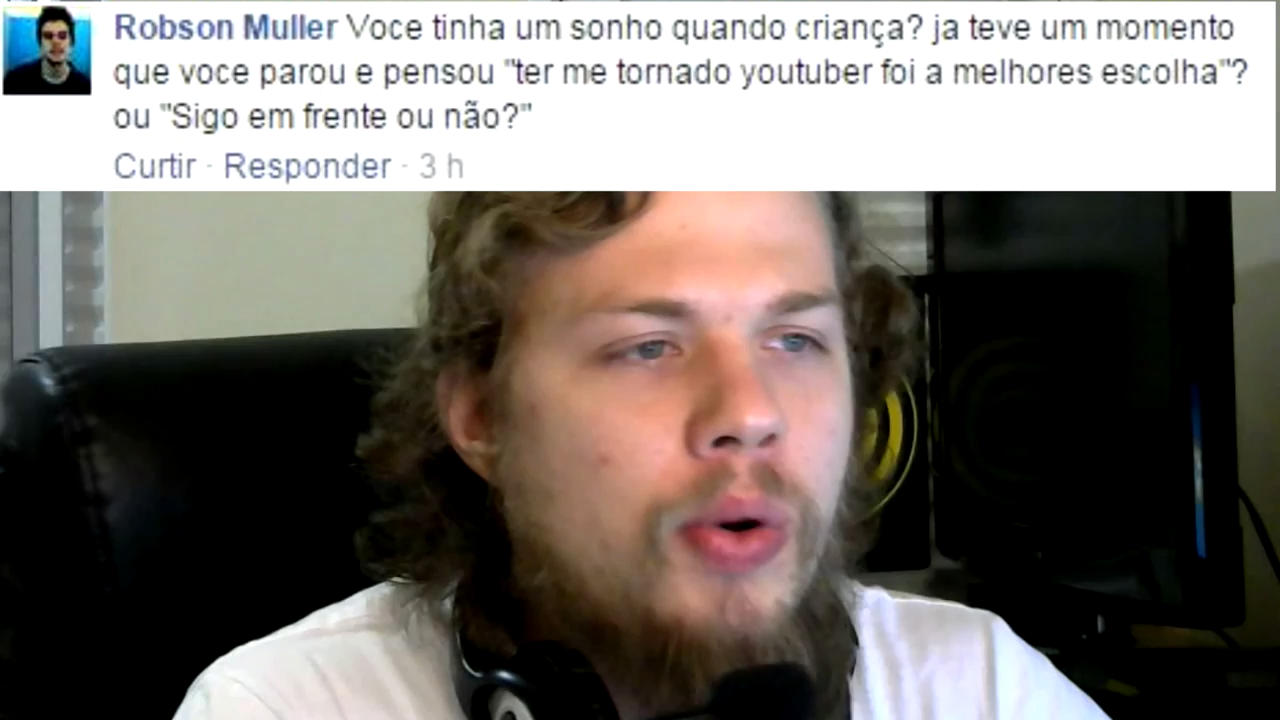 Robson Muller Voce tinha um sonho quando criança? ja teve um momento
que voce parou e pensou "ter me tornado youtuber foi a melhores escolha"?
ou "Sigo em frente ou não?"
Curtir · Responder · 3 h